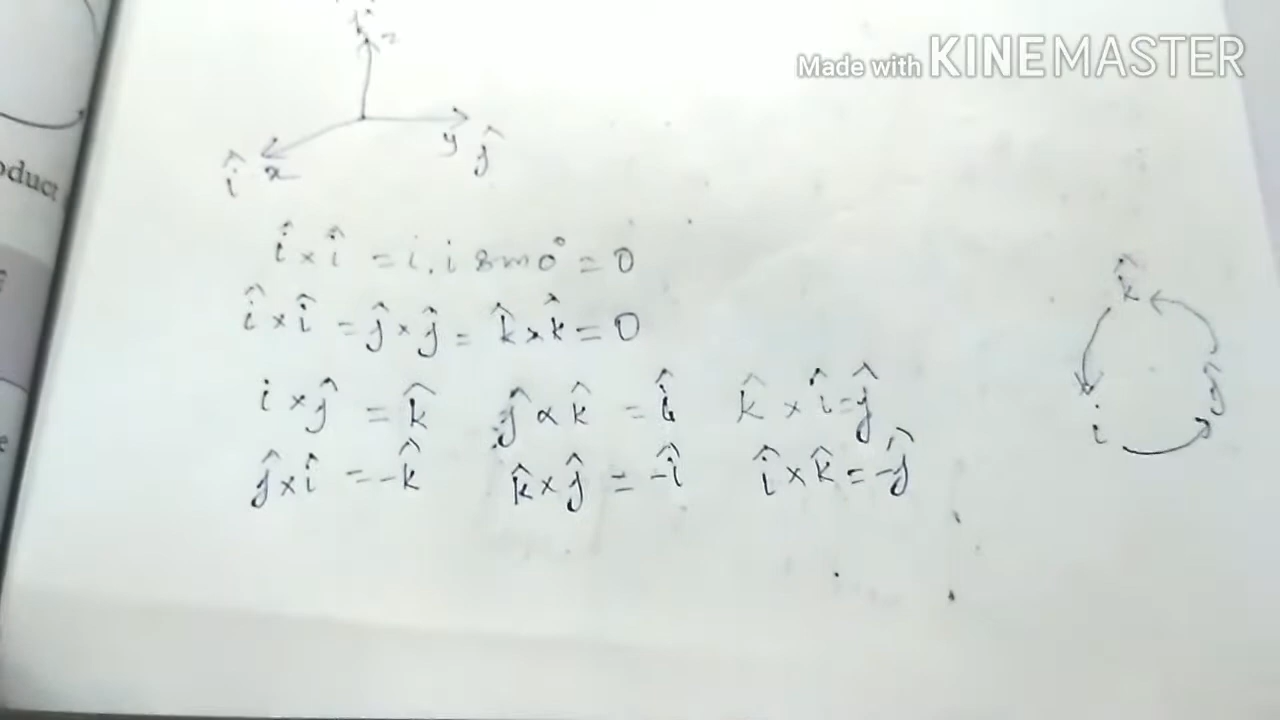 Made with KINEMASTER
z
y ĵ
î x
oduct
î × î = i . i sin 0° = 0
î × î = ĵ × ĵ = k̂ × k̂ = 0
i × ĵ = k̂ ĵ × k̂ = î k̂ × î = ĵ
ĵ × î = -k̂ k̂ × ĵ = -î î × k̂ = -ĵ
k̂
i ĵ